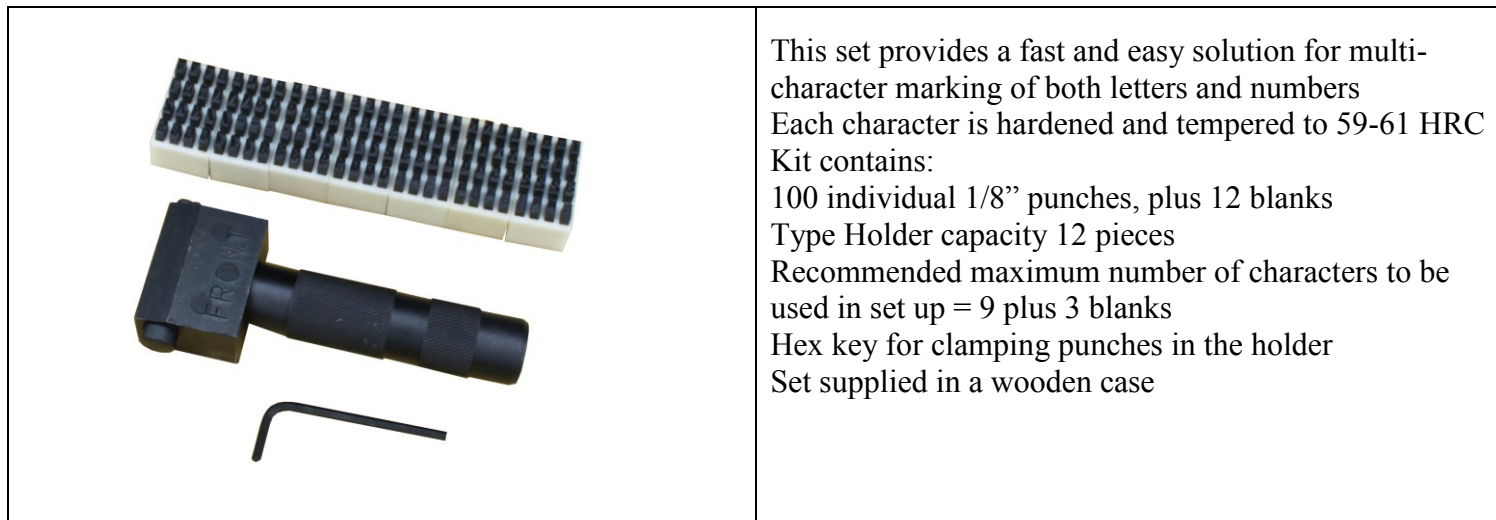 FRONT
This set provides a fast and easy solution for multi-
character marking of both letters and numbers
Each character is hardened and tempered to 59-61 HRC
Kit contains:
100 individual 1/8” punches, plus 12 blanks
Type Holder capacity 12 pieces
Recommended maximum number of characters to be
used in set up = 9 plus 3 blanks
Hex key for clamping punches in the holder
Set supplied in a wooden case